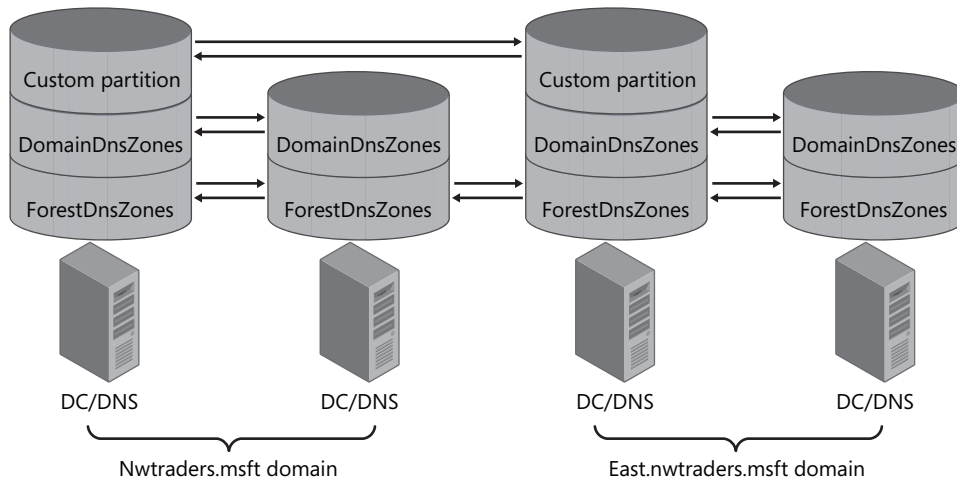 Custom partition
Custom partition
DomainDnsZones
DomainDnsZones
DomainDnsZones
DomainDnsZones
ForestDnsZones
ForestDnsZones
ForestDnsZones
ForestDnsZones
DC/DNS
DC/DNS
DC/DNS
DC/DNS
Nwtraders.msft domain
East.nwtraders.msft domain